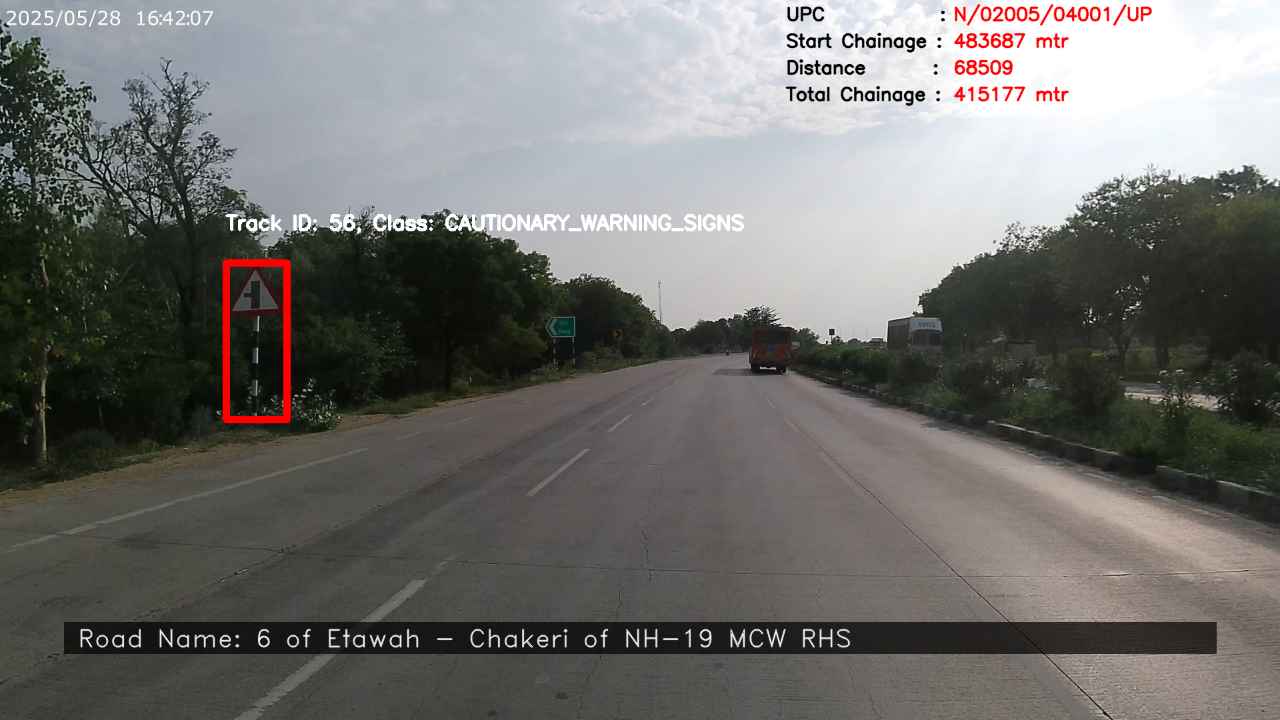 2025/05/28 16:42:07
UPC : N/02005/04001/UP
Start Chainage : 483687 mtr
Distance : 68509
Total Chainage : 415177 mtr
Track ID: 56, Class: CAUTIONARY_WARNING_SIGNS
Road Name: 6 of Etawah - Chakeri of NH-19 MCW RHS